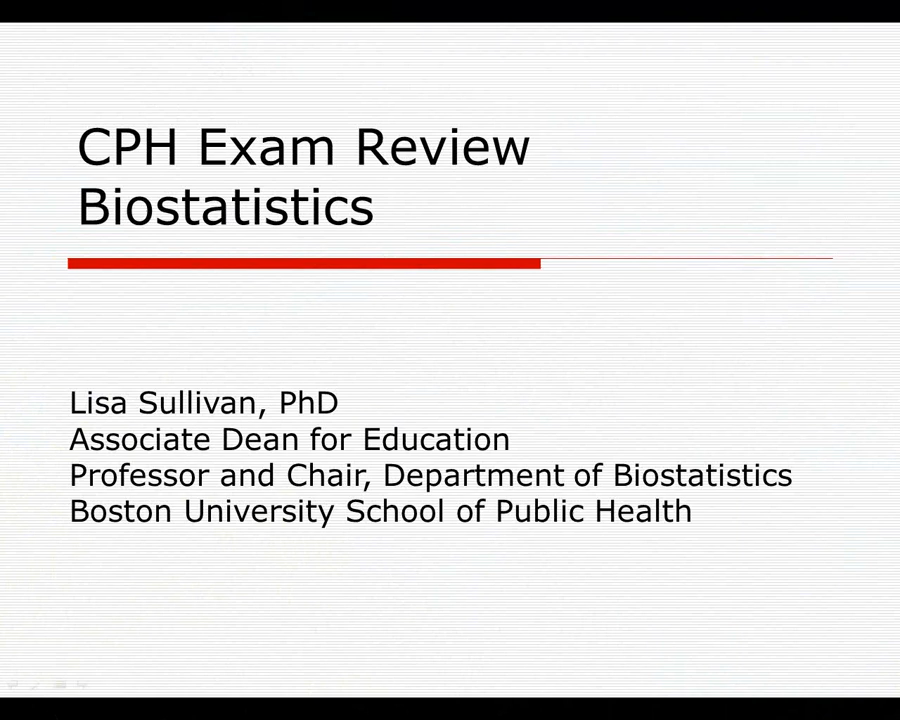 CPH Exam Review
Biostatistics
Lisa Sullivan, PhD
Associate Dean for Education
Professor and Chair, Department of Biostatistics
Boston University School of Public Health